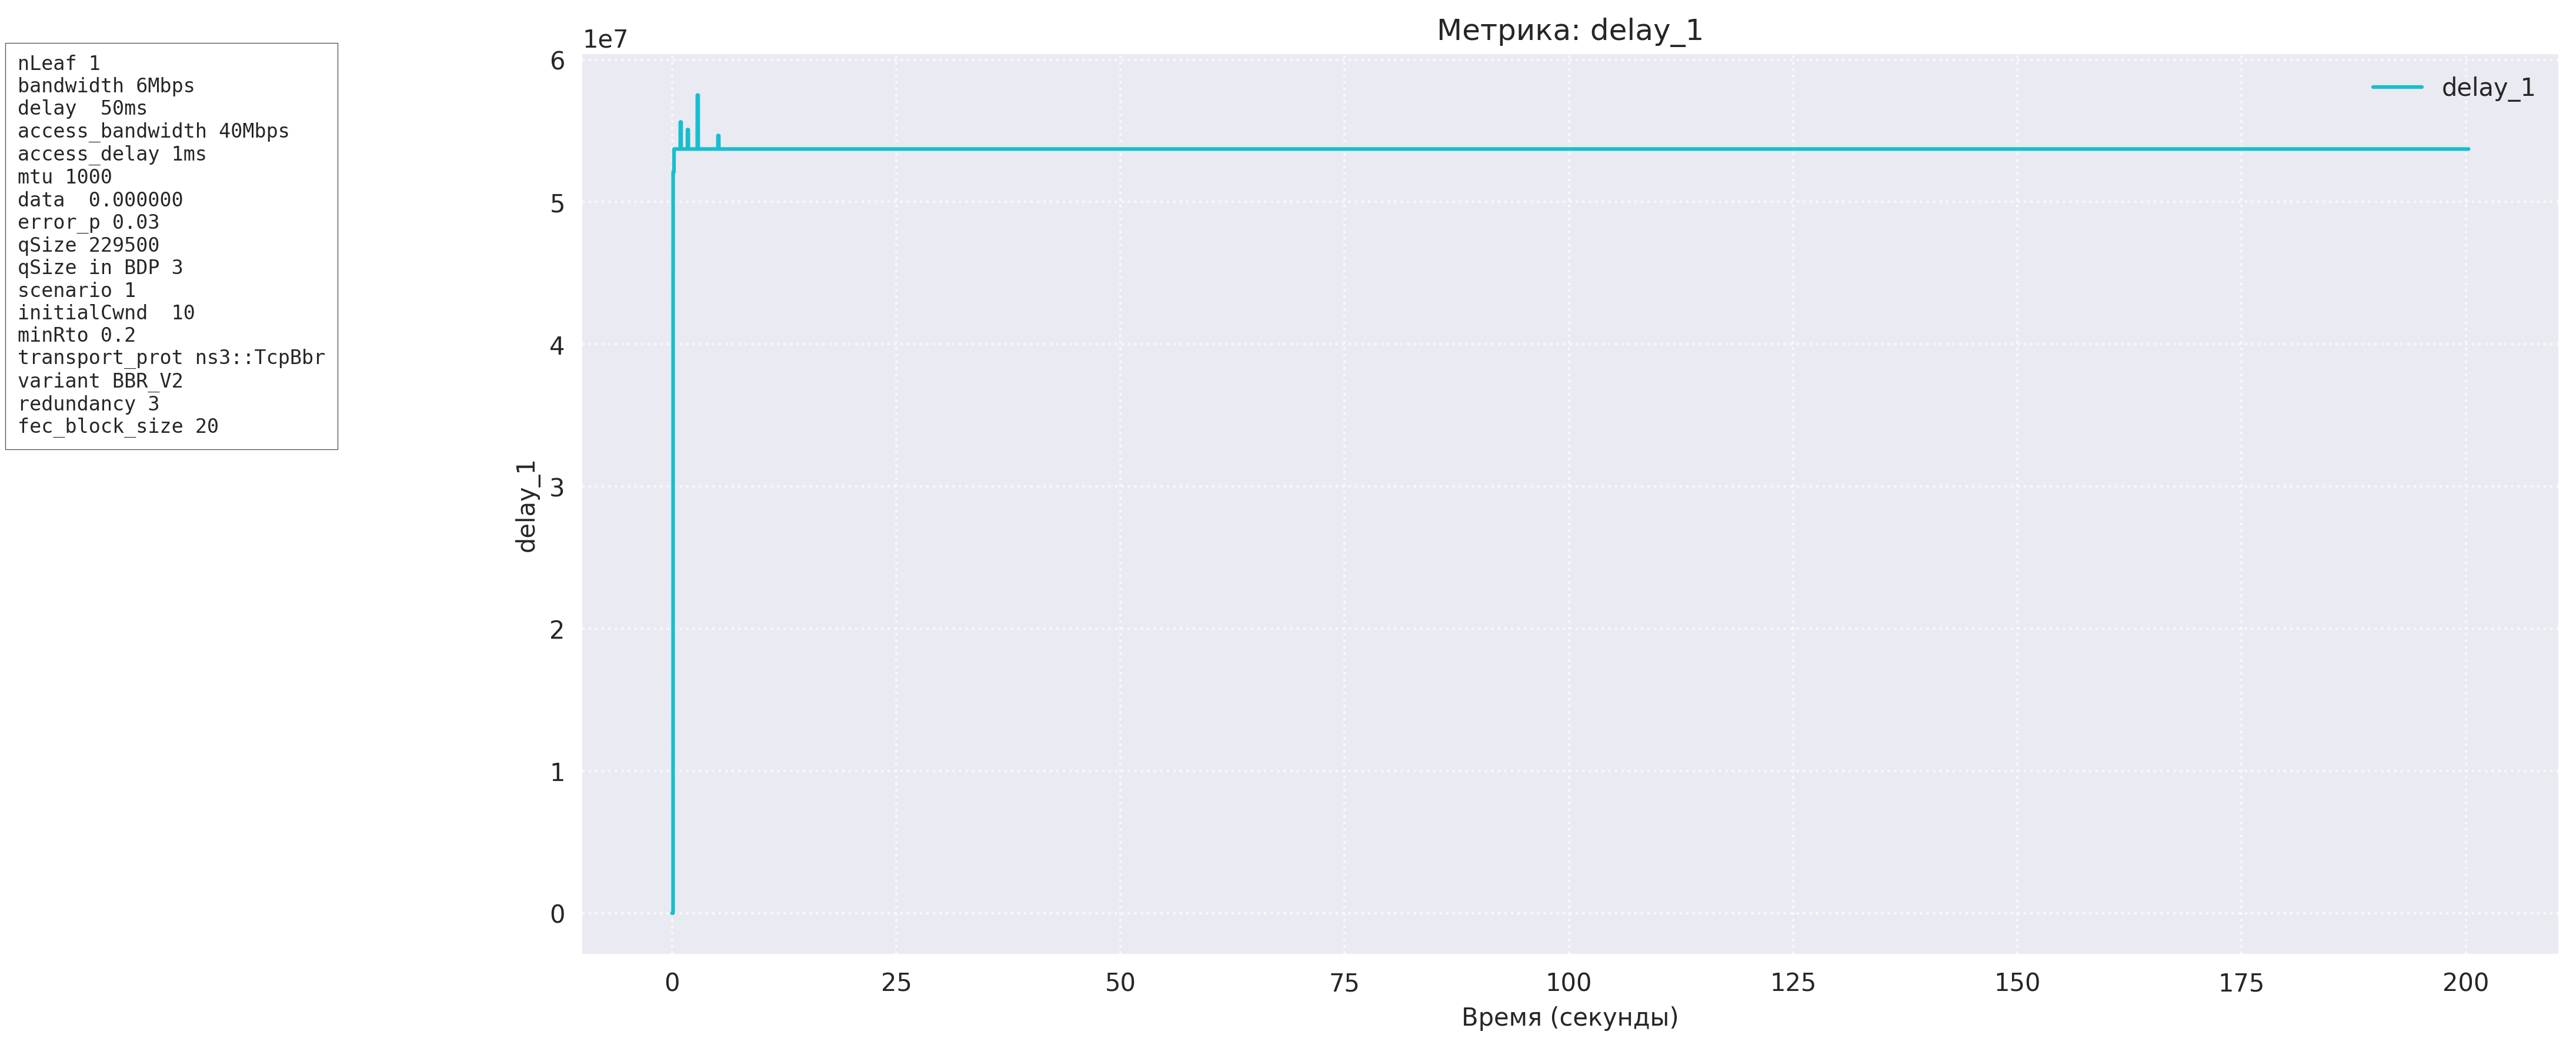 nLeaf 1
bandwidth 6Mbps
delay  50ms
access_bandwidth 40Mbps
access_delay 1ms
mtu 1000
data  0.000000
error_p 0.03
qSize 229500
qSize in BDP 3
scenario 1
initialCwnd  10
minRto 0.2
transport_prot ns3::TcpBbr
variant BBR_V2
redundancy 3
fec_block_size 20
Метрика: delay_1
1e7
6
5
4
3
2
1
0
delay_1
delay_1
0 25 50 75 100 125 150 175 200
Время (секунды)